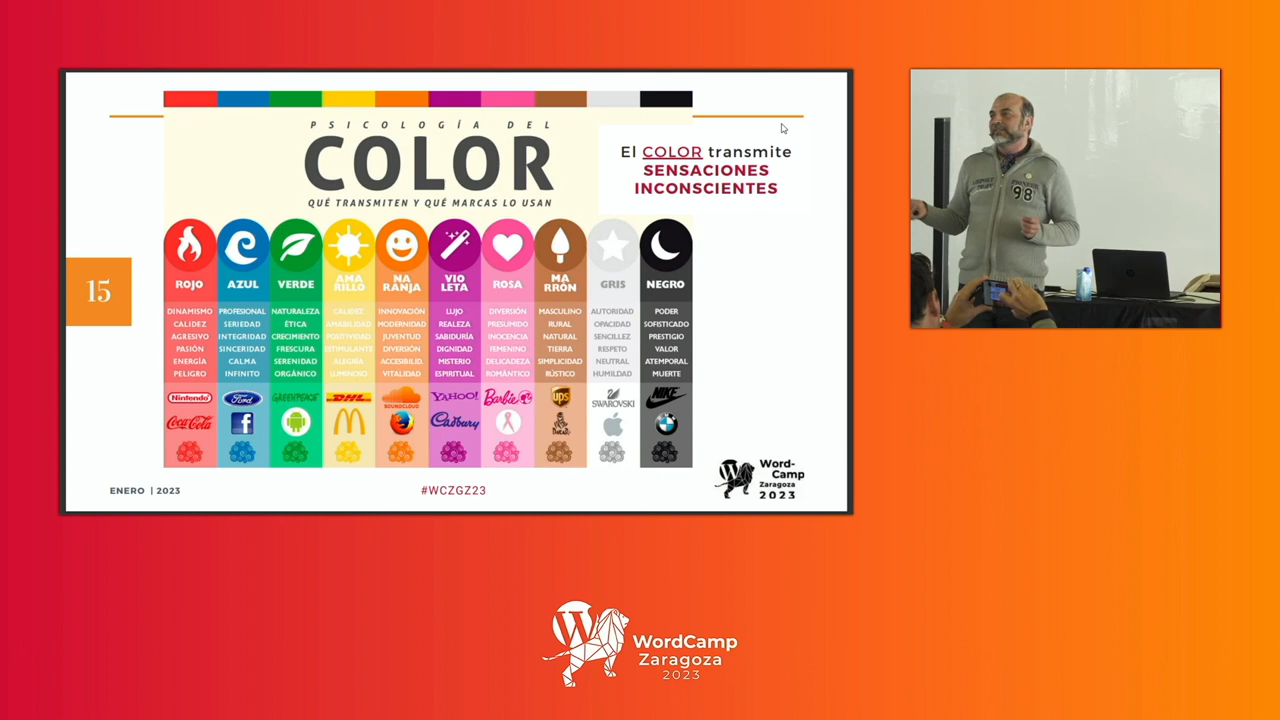 PSICOLOGÍA DEL
COLOR
QUÉ TRANSMITEN Y QUÉ MARCAS LO USAN
El COLOR transmite
SENSACIONES
INCONSCIENTES
15
ROJO
DINAMISMO
CALIDEZ
AGRESIVO
PASIÓN
ENERGÍA
PELIGRO
Nintendo
Coca-Cola
AZUL
PROFESIONAL
SERIEDAD
INTEGRIDAD
SINCERIDAD
CALMA
INFINITO
Ford
f
VERDE
NATURALEZA
ÉTICA
CRECIMIENTO
FRESCURA
SERENIDAD
ORGÁNICO
GREENPEACE
AMA
RILLO
CALIDEZ
AMABILIDAD
POSITIVIDAD
ESTIMULANTE
ALEGRÍA
LUMINOSO
DHL
NA
RANJA
INNOVACIÓN
MODERNIDAD
JUVENTUD
DIVERSIÓN
ACCESIBILID.
VITALIDAD
SOUNDCLOUD
VIO
LETA
LUJO
REALEZA
SABIDURÍA
DIGNIDAD
MISTERIO
ESPIRITUAL
YAHOO!
Cadbury
ROSA
DIVERSIÓN
PRESUMIDO
INOCENCIA
FEMENINO
DELICADEZA
ROMÁNTICO
Barbie
MA
RRÓN
MASCULINO
RURAL
NATURAL
TIERRA
SIMPLICIDAD
RÚSTICO
ups
GRIS
AUTORIDAD
OPACIDAD
SENCILLEZ
RESPETO
NEUTRAL
HUMILDAD
SWAROVSKI
NEGRO
PODER
SOFISTICADO
PRESTIGIO
VALOR
ATEMPORAL
MUERTE
NIKE
BMW
ENERO | 2023
#WCZGZ23
Word-
Camp
Zaragoza
2023
98
WordCamp
Zaragoza
2023